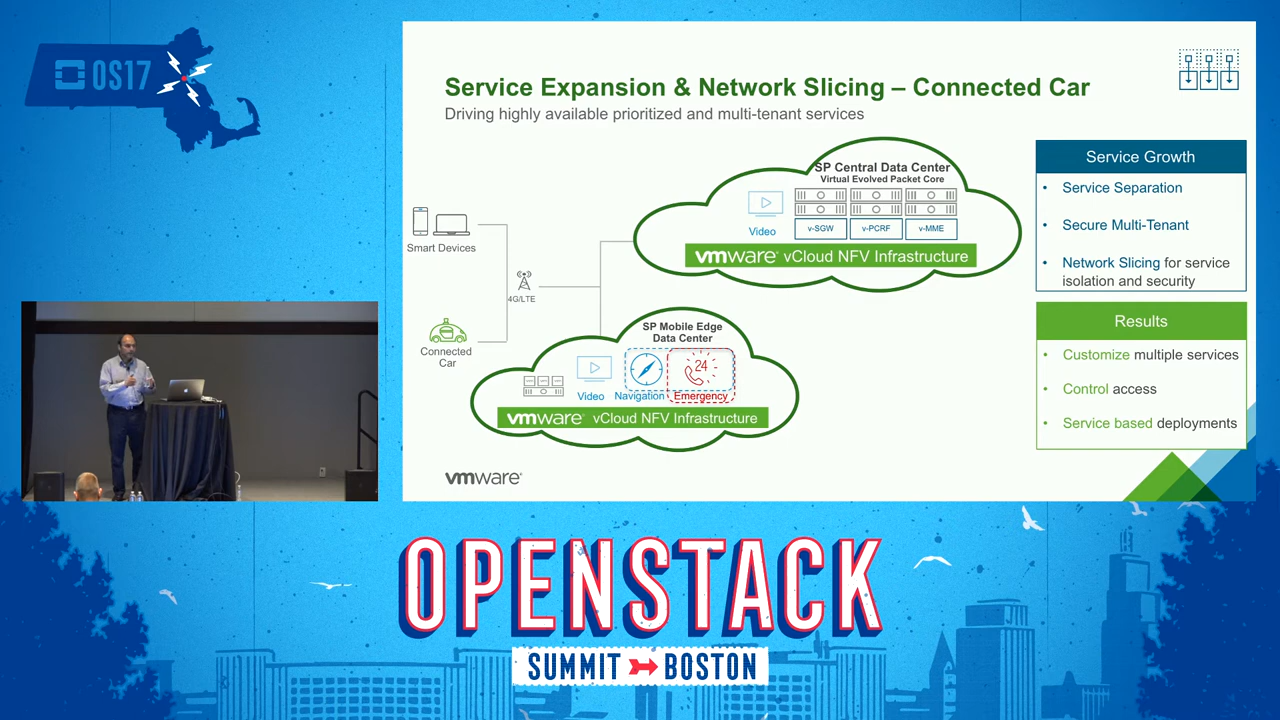 OS17
Service Expansion & Network Slicing – Connected Car
Driving highly available prioritized and multi-tenant services
SP Central Data Center
Virtual Evolved Packet Core
Video
v-SGW
v-PCRF
v-MME
vmware® vCloud NFV Infrastructure
Smart Devices
4G/LTE
Connected
Car
SP Mobile Edge
Data Center
24
Video
Navigation
Emergency
vmware® vCloud NFV Infrastructure
vmware®
Service Growth
• Service Separation
• Secure Multi-Tenant
• Network Slicing for service
isolation and security
Results
• Customize multiple services
• Control access
• Service based deployments
OPENSTACK
SUMMIT BOSTON